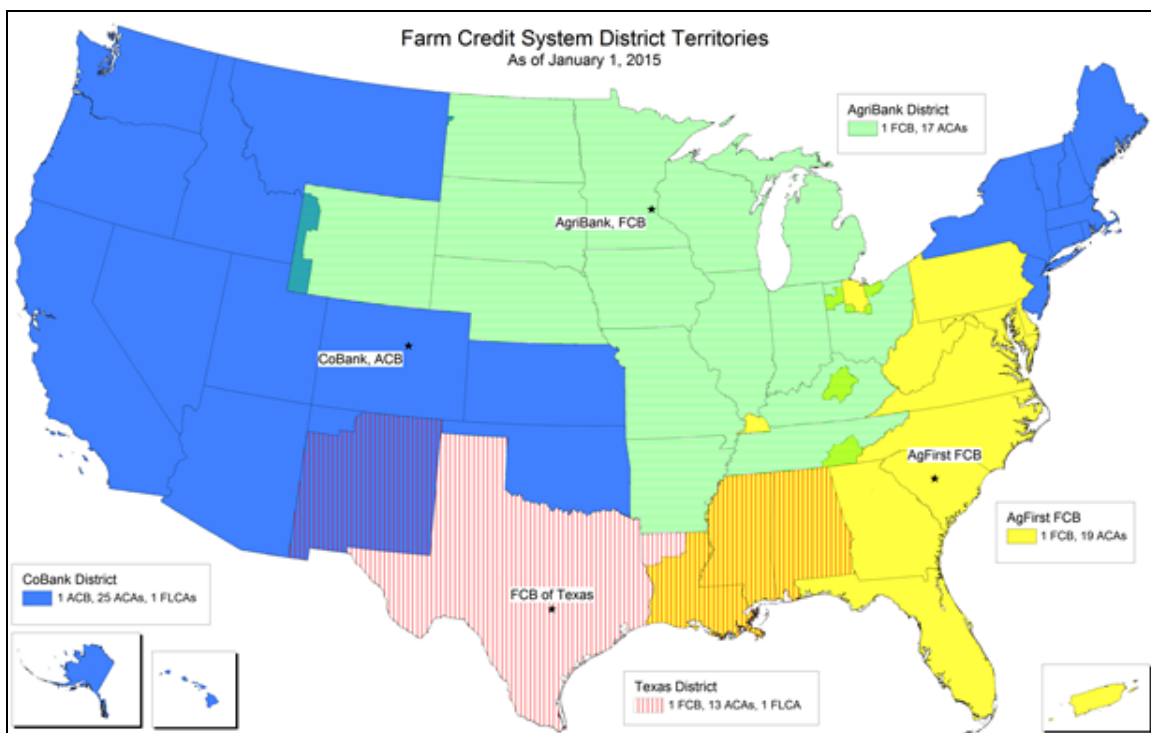 Farm Credit System District Territories
As of January 1, 2015
AgriBank District
1 FCB, 17 ACAs
AgriBank, FCB
CoBank, ACB
AgFirst FCB
AgFirst FCB
1 FCB, 19 ACAs
CoBank District
1 ACB, 25 ACAs, 1 FLCAs
FCB of Texas
Texas District
1 FCB, 13 ACAs, 1 FLCA